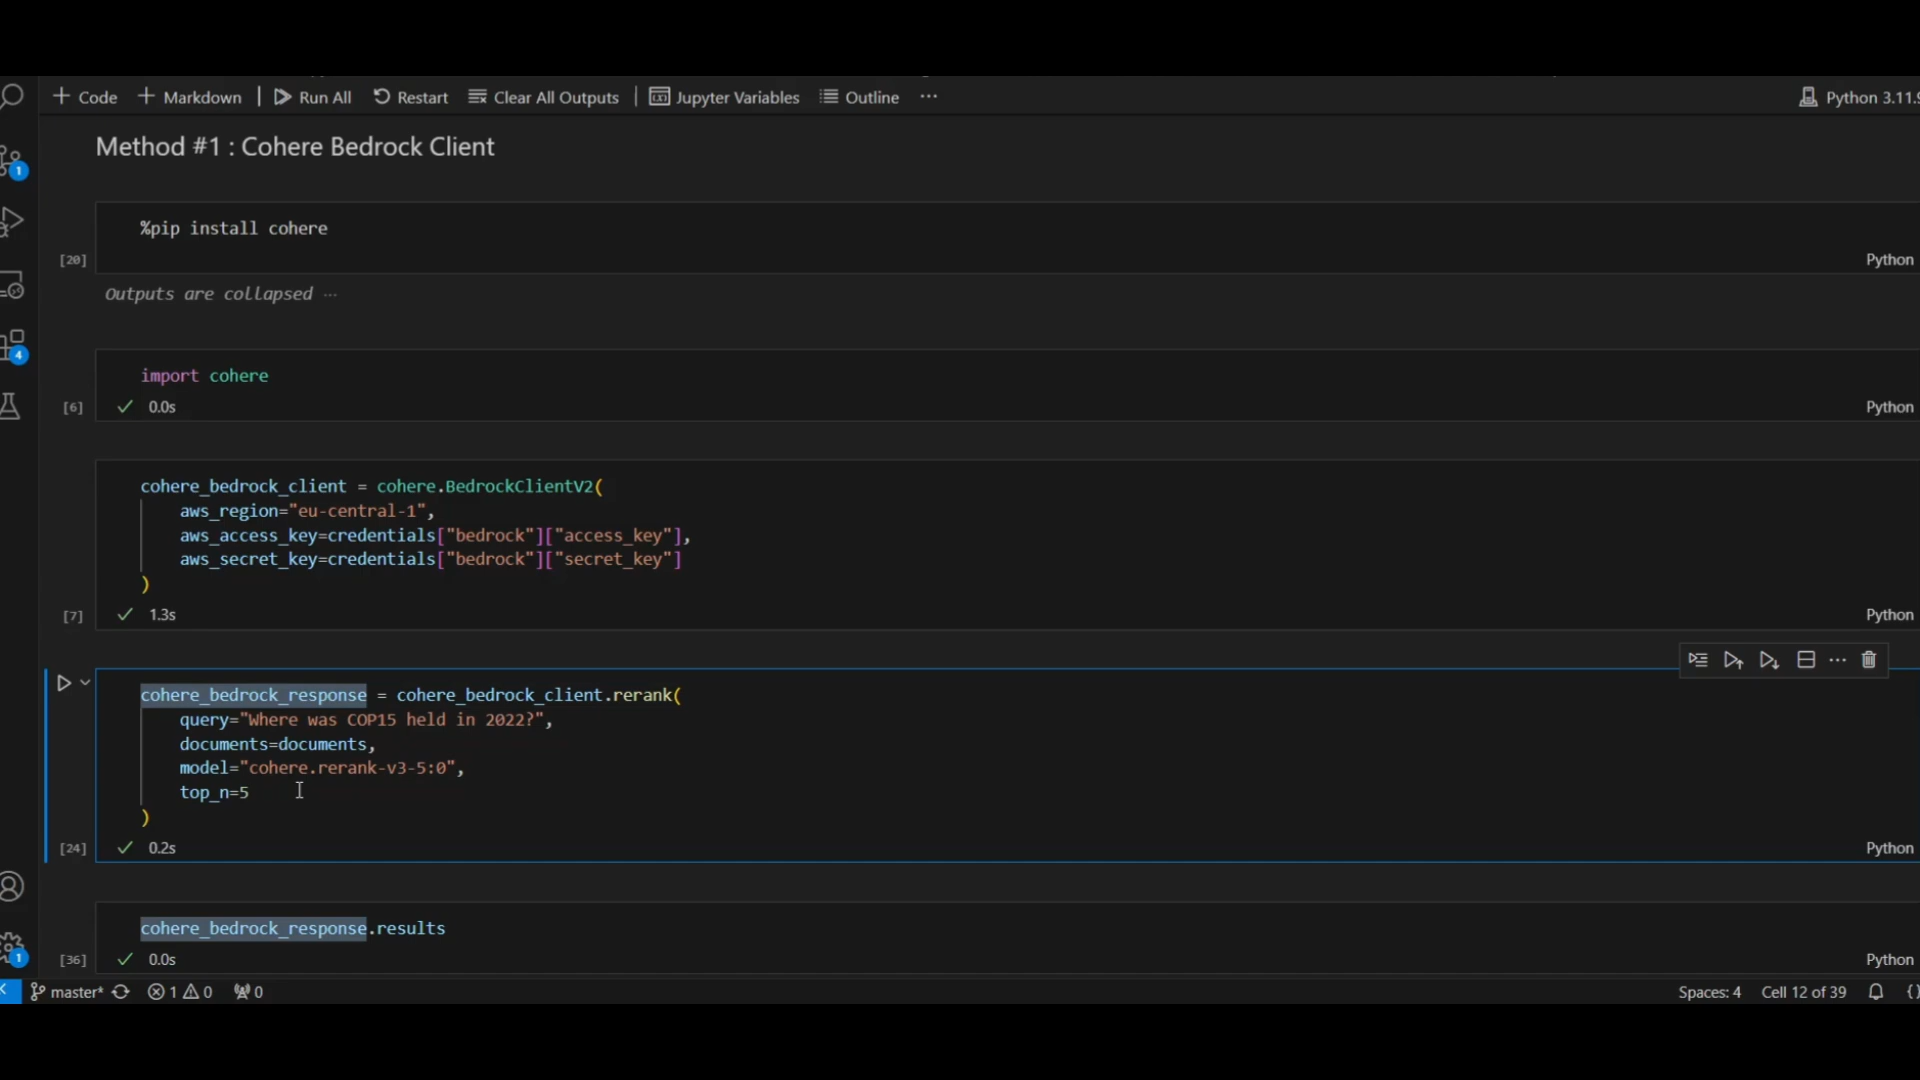 Code
Markdown
Run All
Restart
Clear All Outputs
Jupyter Variables
Outline
...
Python 3.11.9
Method #1 : Cohere Bedrock Client
1
%pip install cohere
[20]
Python
Outputs are collapsed ...
4
import cohere
[6]
0.0s
Python
cohere_bedrock_client = cohere.BedrockClientV2(
aws_region="eu-central-1",
aws_access_key=credentials["bedrock"]["access_key"],
aws_secret_key=credentials["bedrock"]["secret_key"]
)
[7]
1.3s
Python
cohere_bedrock_response = cohere_bedrock_client.rerank(
query="Where was COP15 held in 2022?",
documents=documents,
model="cohere.rerank-v3-5:0",
top_n=5
)
[24]
0.2s
Python
cohere_bedrock_response.results
1
[36]
0.0s
Python
master*
1
0
0
Spaces: 4
Cell 12 of 39